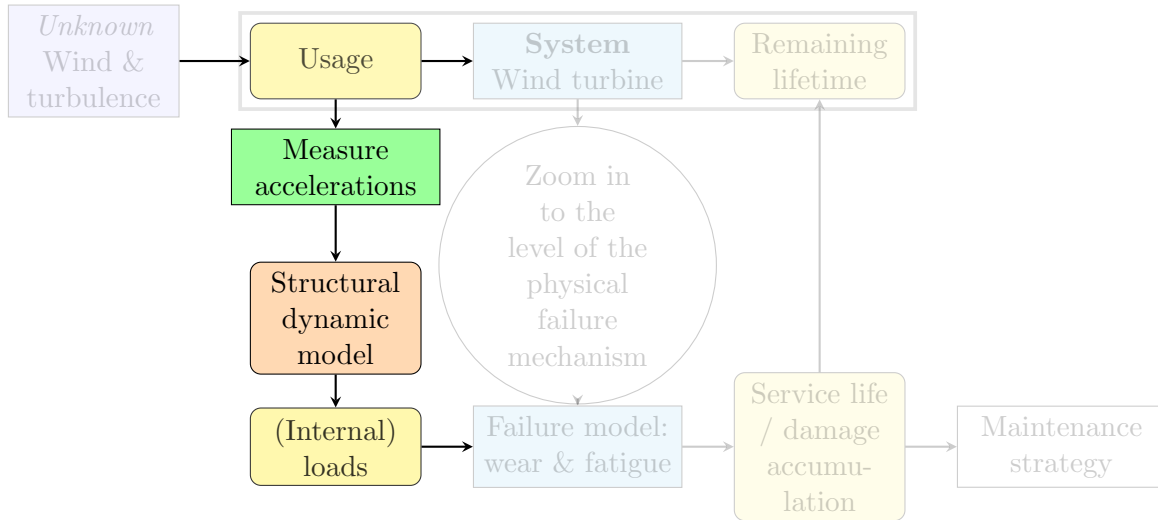 Unknown
Wind &
turbulence
Usage
System
Wind turbine
Remaining
lifetime
Measure
accelerations
Zoom in
to the
level of the
physical
failure
mechanism
Structural
dynamic
model
(Internal)
loads
Failure model:
wear & fatigue
Service life
/ damage
accumu-
lation
Maintenance
strategy